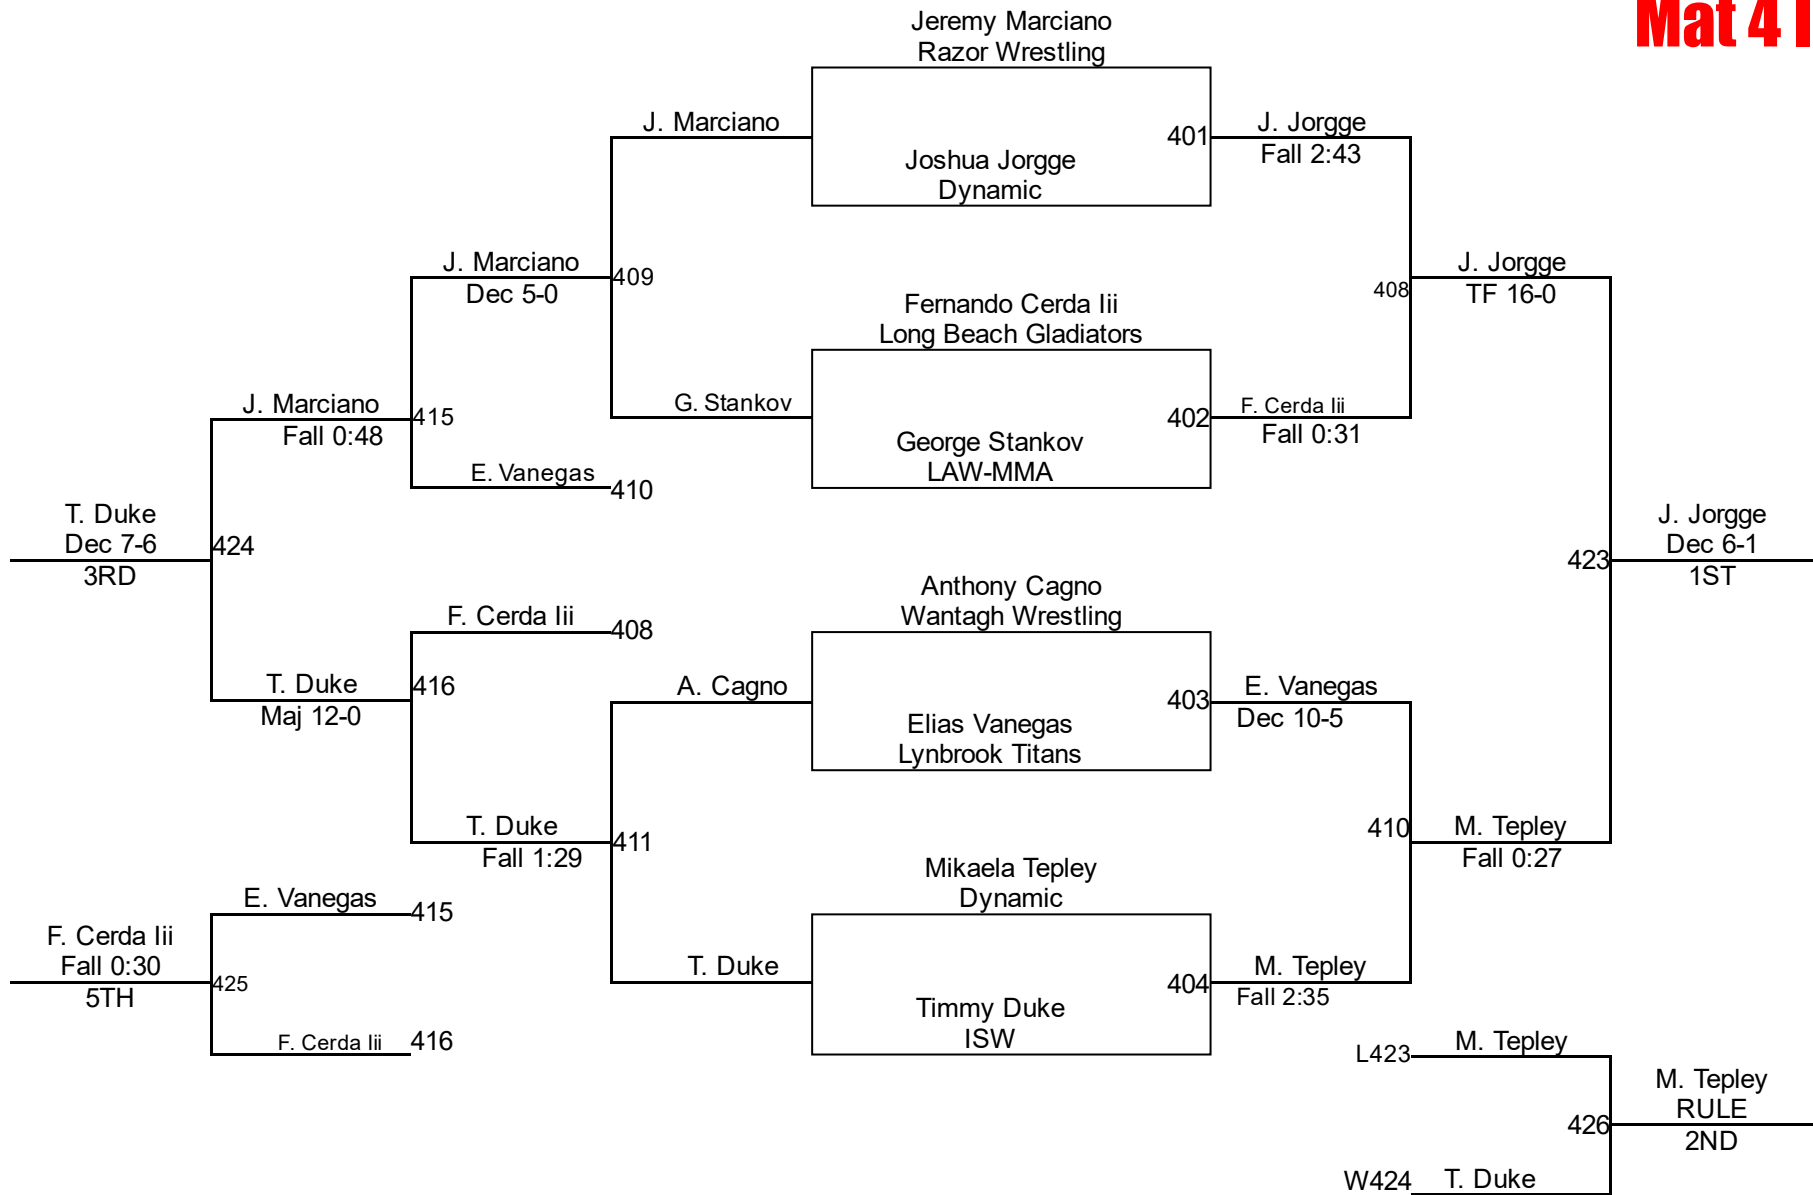 Mat 4 I
Jeremy Marciano
Razor Wrestling
J. Marciano
401
J. Jorgge
Fall 2:43
Joshua Jorgge
Dynamic
J. Marciano
Dec 5-0
409
408
J. Jorgge
TF 16-0
Fernando Cerda Iii
Long Beach Gladiators
J. Marciano
Fall 0:48
415
G. Stankov
402
F. Cerda Iii
Fall 0:31
George Stankov
LAW-MMA
E. Vanegas
410
T. Duke
Dec 7-6
3RD
424
423
J. Jorgge
Dec 6-1
1ST
Anthony Cagno
Wantagh Wrestling
F. Cerda Iii
408
T. Duke
Maj 12-0
416
A. Cagno
403
E. Vanegas
Dec 10-5
Elias Vanegas
Lynbrook Titans
T. Duke
Fall 1:29
411
410
M. Tepley
Fall 0:27
Mikaela Tepley
Dynamic
E. Vanegas
415
F. Cerda Iii
Fall 0:30
5TH
425
T. Duke
404
M. Tepley
Fall 2:35
Timmy Duke
ISW
F. Cerda Iii
416
L423
M. Tepley
M. Tepley
RULE
2ND
426
W424
T. Duke